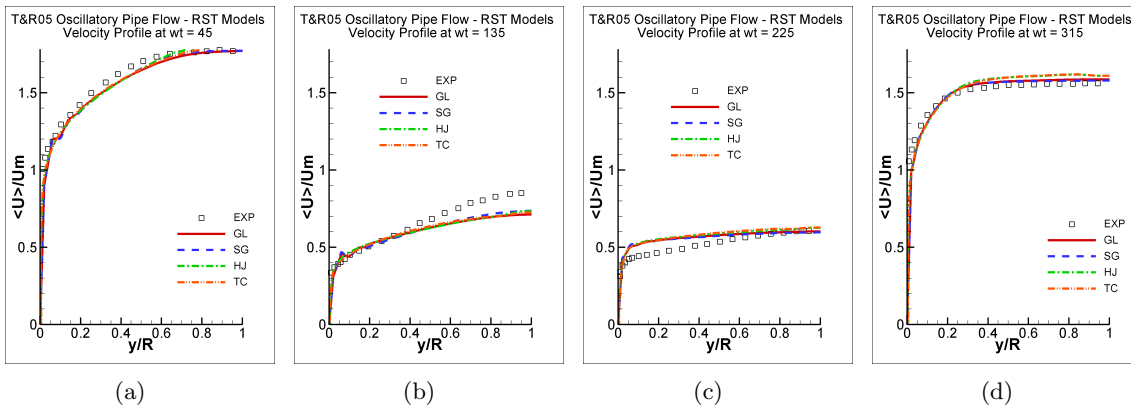 T&R05 Oscillatory Pipe Flow - RST Models
Velocity Profile at wt = 45
<U>/Um
1.5
1
0.5
0
EXP
GL
SG
HJ
TC
0 0.2 0.4 0.6 0.8 1
y/R
(a)
T&R05 Oscillatory Pipe Flow - RST Models
Velocity Profile at wt = 135
<U>/Um
1.5
1
0.5
0
EXP
GL
SG
HJ
TC
0 0.2 0.4 0.6 0.8 1
y/R
(b)
T&R05 Oscillatory Pipe Flow - RST Models
Velocity Profile at wt = 225
<U>/Um
1.5
1
0.5
0
EXP
GL
SG
HJ
TC
0 0.2 0.4 0.6 0.8 1
y/R
(c)
T&R05 Oscillatory Pipe Flow - RST Models
Velocity Profile at wt = 315
<U>/Um
1.5
1
0.5
0
EXP
GL
SG
HJ
TC
0 0.2 0.4 0.6 0.8 1
y/R
(d)